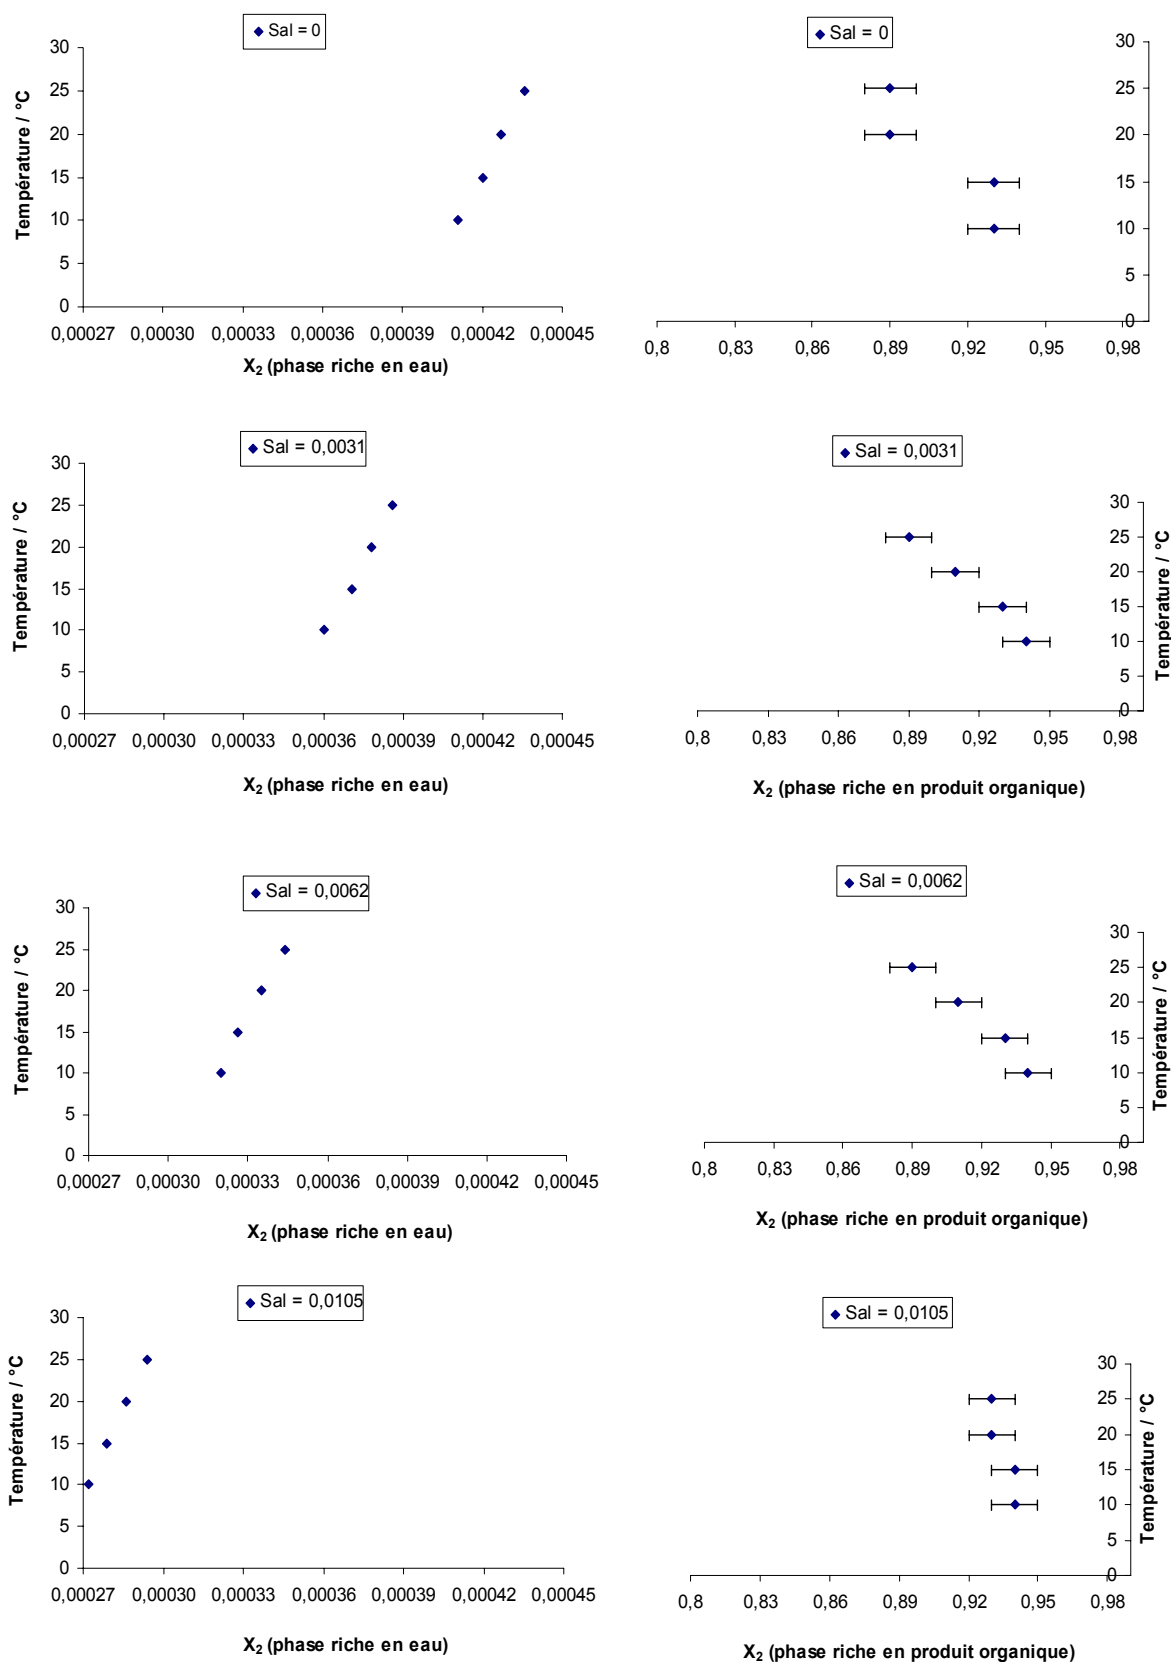 Sal = 0
Température / °C
30
25
20
15
10
5
0
0,00027 0,00030 0,00033 0,00036 0,00039 0,00042 0,00045
X2 (phase riche en eau)
Sal = 0
30
25
20
15
10
5
0
0,8 0,83 0,86 0,89 0,92 0,95 0,98
Sal = 0,0031
Température / °C
30
25
20
15
10
5
0
0,00027 0,00030 0,00033 0,00036 0,00039 0,00042 0,00045
X2 (phase riche en eau)
Sal = 0,0031
30
25
20
15
10
5
0
Température / °C
0,8 0,83 0,86 0,89 0,92 0,95 0,98
X2 (phase riche en produit organique)
Sal = 0,0062
Température / °C
30
25
20
15
10
5
0
0,00027 0,00030 0,00033 0,00036 0,00039 0,00042 0,00045
X2 (phase riche en eau)
Sal = 0,0062
30
25
20
15
10
5
0
Température / °C
0,8 0,83 0,86 0,89 0,92 0,95 0,98
X2 (phase riche en produit organique)
Sal = 0,0105
Température / °C
30
25
20
15
10
5
0
0,00027 0,00030 0,00033 0,00036 0,00039 0,00042 0,00045
X2 (phase riche en eau)
Sal = 0,0105
30
25
20
15
10
5
0
Température / °C
0,8 0,83 0,86 0,89 0,92 0,95 0,98
X2 (phase riche en produit organique)